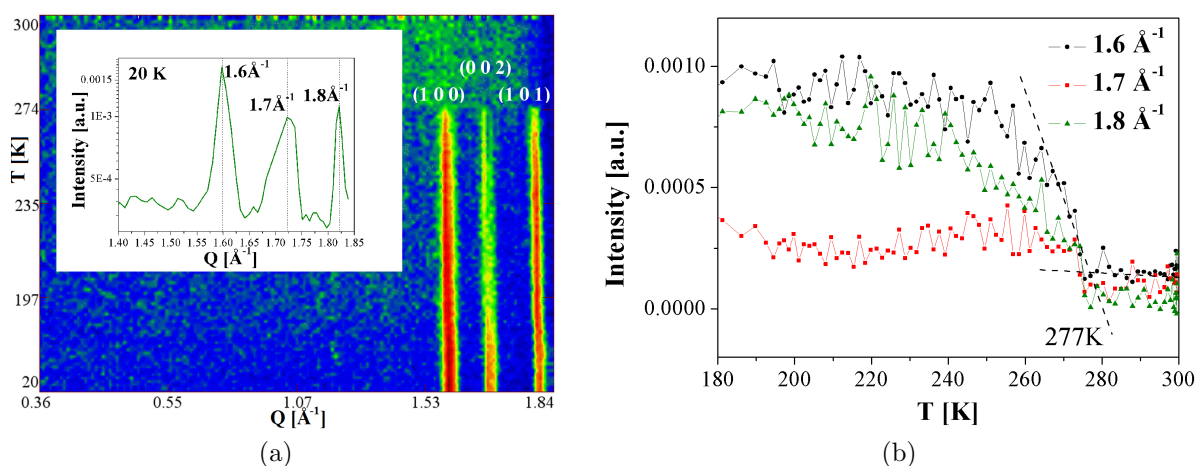 300
274
235
197
20
T [K]
0.36
0.55
1.07
1.53
1.84
Q [Å-1]
(1 0 0)
(0 0 2)
(1 0 1)
20 K
1.6Å-1
1.7Å-1
1.8Å-1
0.0015
1E-3
5E-4
Intensity [a.u.]
1.40 1.45 1.50 1.55 1.60 1.65 1.70 1.75 1.80 1.85
Q [Å-1]
(a)
0.0010
0.0005
0.0000
Intensity [a.u.]
1.6 Å-1
1.7 Å-1
1.8 Å-1
277K
180 200 220 240 260 280 300
T [K]
(b)